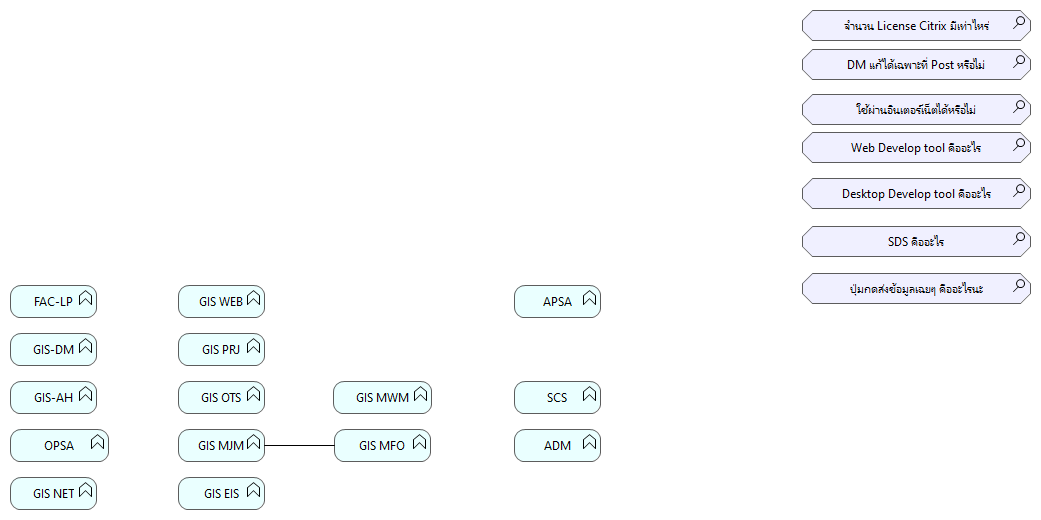 จำนวน License Citrix มีเท่าไหร่
DM แก้ได้เฉพาะที่ Post หรือไม่
ใช้ผ่านอินเตอร์เน็ตได้หรือไม่
Web Develop tool คืออะไร
Desktop Develop tool คืออะไร
SDS คืออะไร
ปุ่มกดส่งข้อมูลเฉยๆ คืออะไรนะ
FAC-LP
GIS WEB
APSA
GIS-DM
GIS PRJ
GIS-AH
GIS OTS
GIS MWM
SCS
OPSA
GIS MJM
GIS MFO
ADM
GIS NET
GIS EIS